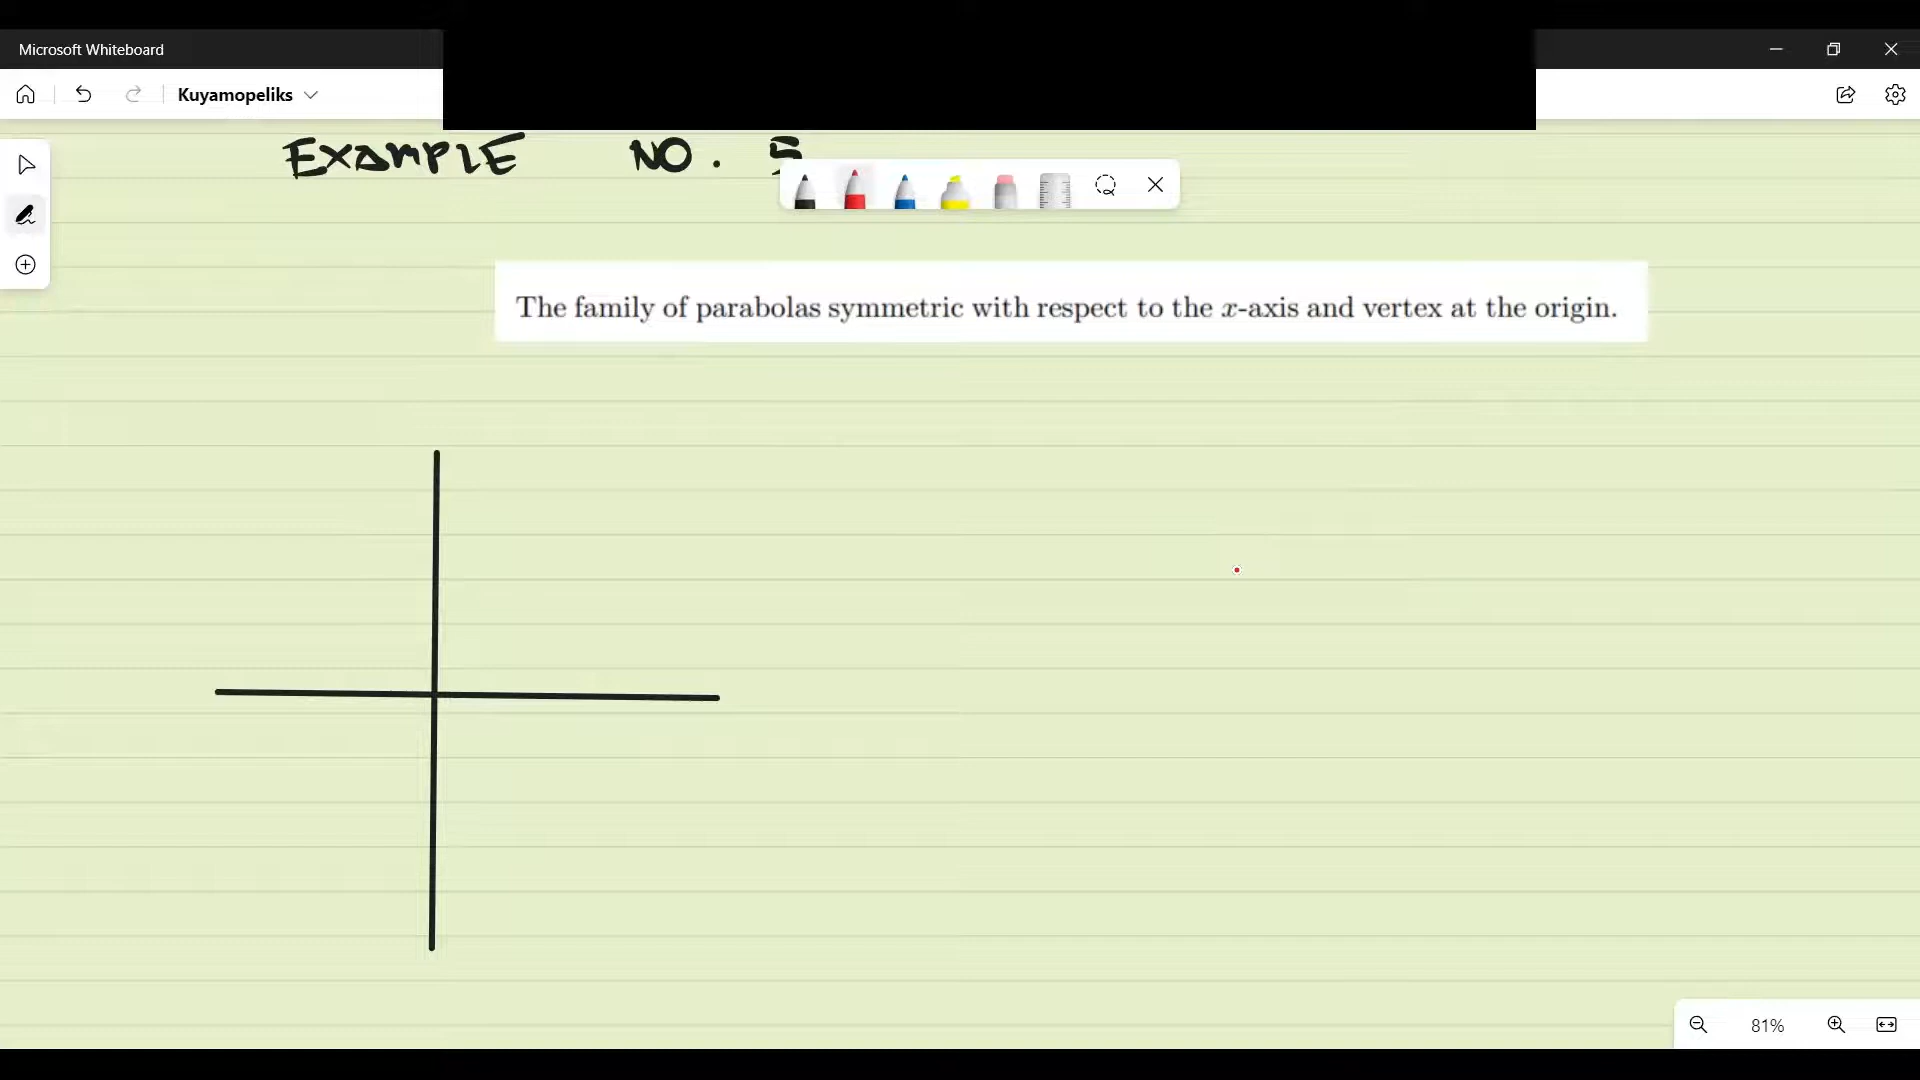 Microsoft Whiteboard
Kuyamopeliks
EXAMPLE NO. 5
The family of parabolas symmetric with respect to the x-axis and vertex at the origin.
81%